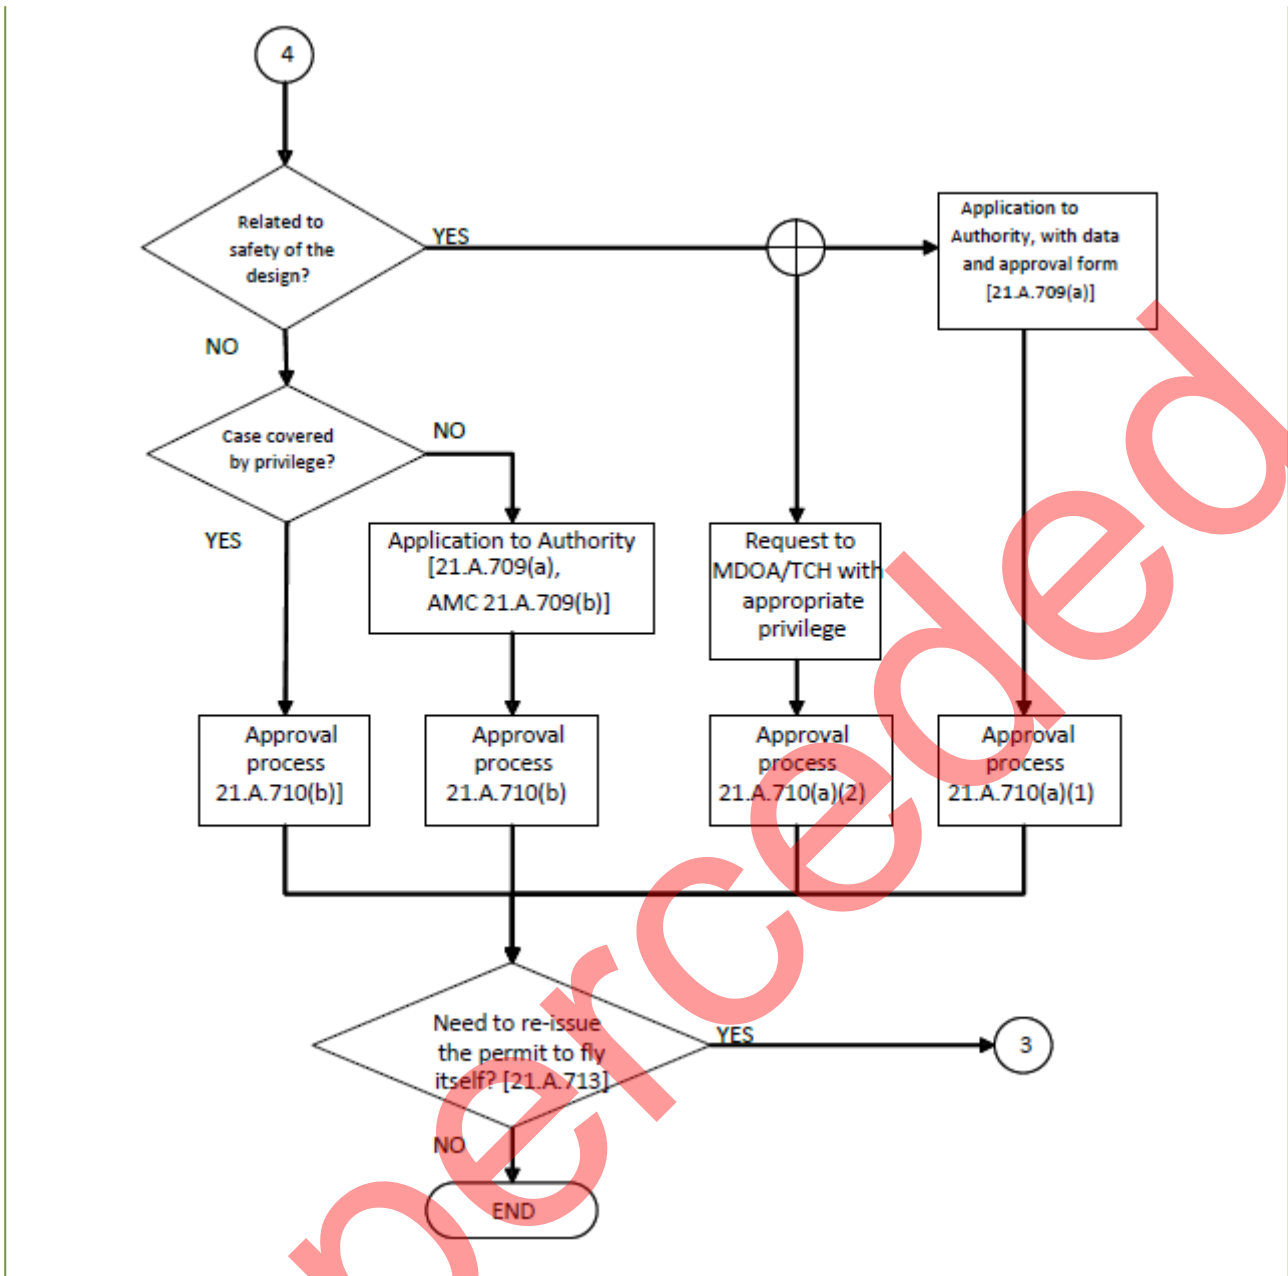 4
Related to
safety of the
design?
YES
Application to
Authority, with data
and approval form
[21.A.709(a)]
NO
Case covered
by privilege?
NO
YES
Application to Authority
[21.A.709(a),
AMC 21.A.709(b)]
Request to
MDOA/TCH with
appropriate
privilege
Approval
process
21.A.710(b)]
Approval
process
21.A.710(b)
Approval
process
21.A.710(a)(2)
Approval
process
21.A.710(a)(1)
Need to re-issue
the permit to fly
itself? [21.A.713]
YES
3
NO
END
perceded